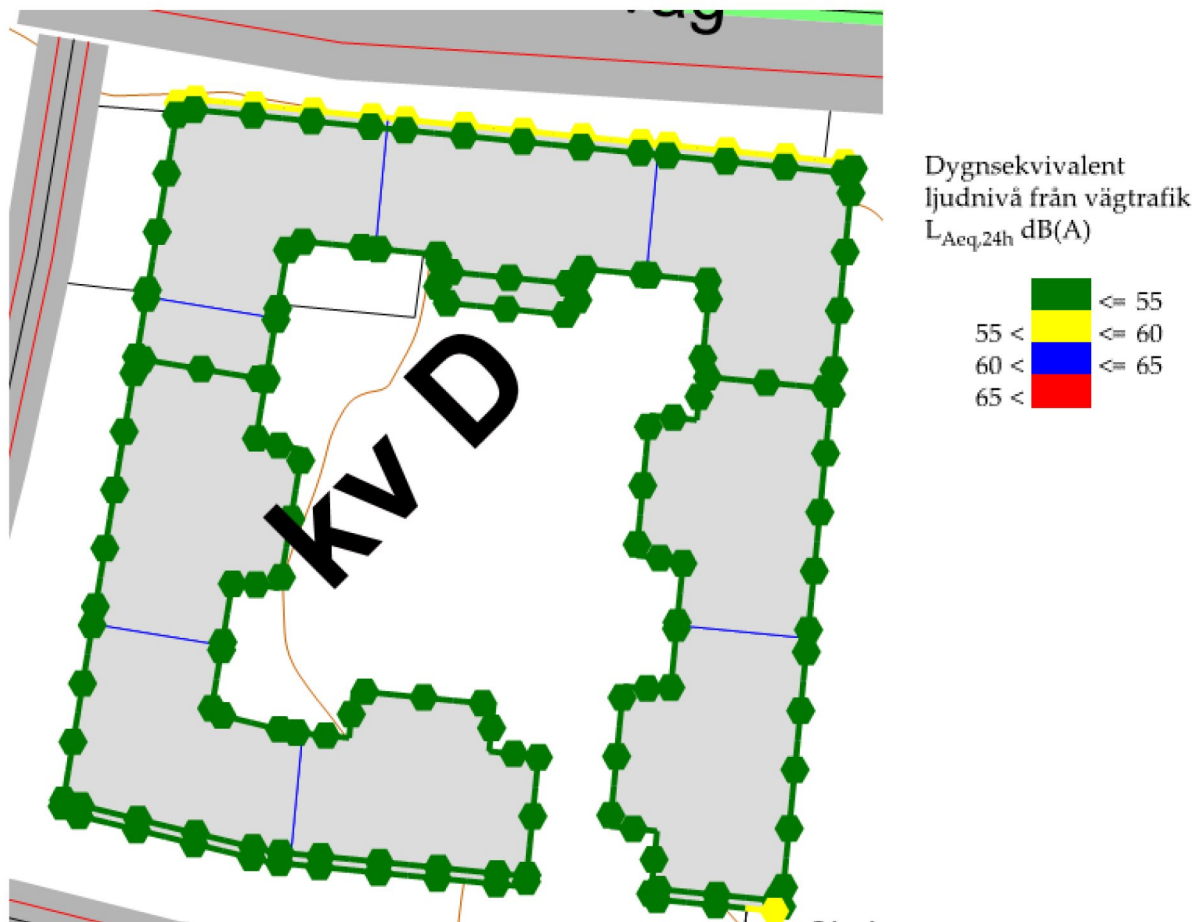 Dygnsekvivalent
ljudnivå från vägtrafik
LAeq,24h dB(A)
<= 55
55 < <= 60
60 < <= 65
65 <
kv D